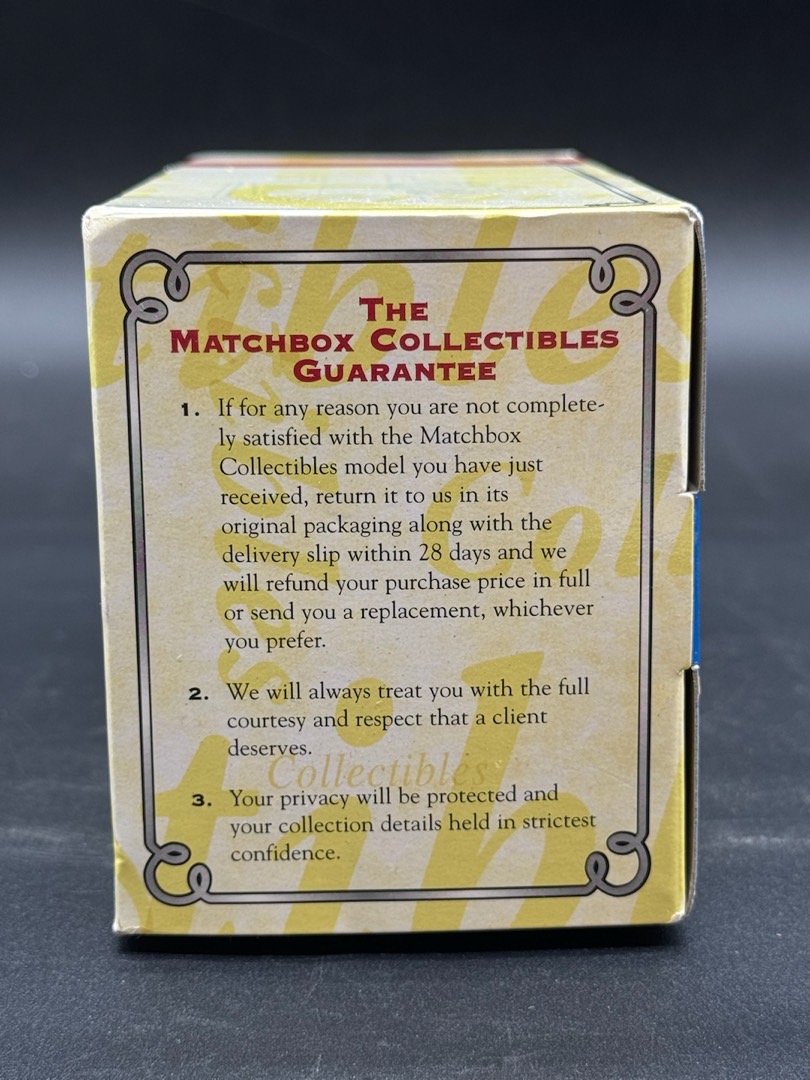 THE
MATCHBOX COLLECTIBLES
GUARANTEE
1. If for any reason you are not complete-
ly satisfied with the Matchbox
Collectibles model you have just
received, return it to us in its
original packaging along with the
delivery slip within 28 days and we
will refund your purchase price in full
or send you a replacement, whichever
you prefer.
2. We will always treat you with the full
courtesy and respect that a client
deserves.
Collectibles
3. Your privacy will be protected and
your collection details held in strictest
confidence.